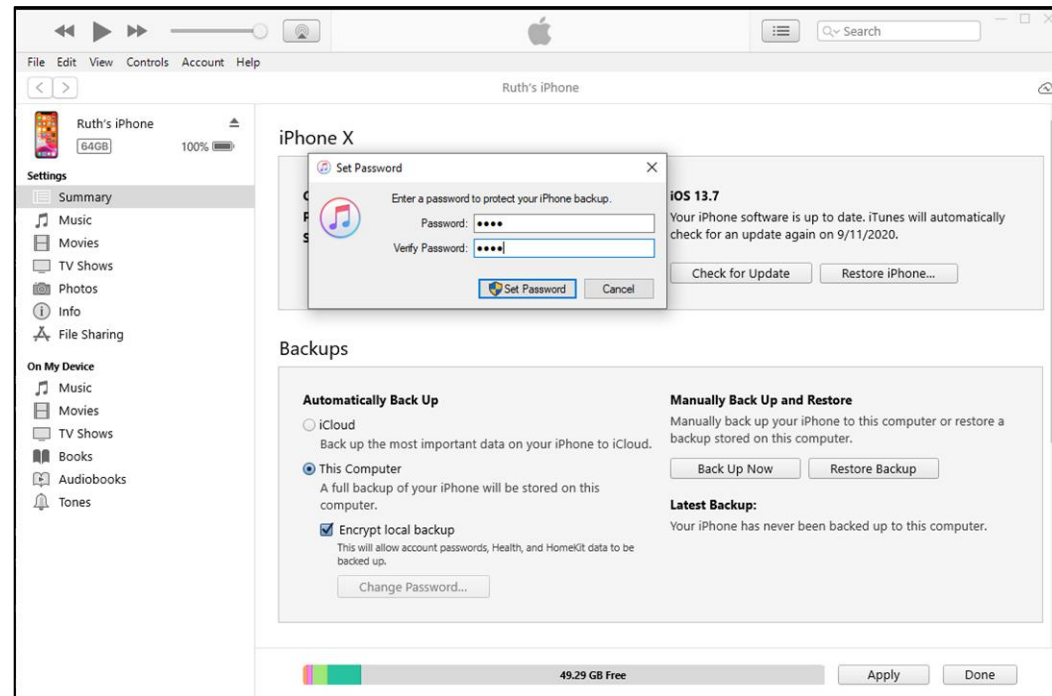 Search
File Edit View Controls Account Help
Ruth's iPhone
Ruth's iPhone
64GB 100%
Settings
Summary
Music
Movies
TV Shows
Photos
Info
File Sharing
On My Device
Music
Movies
TV Shows
Books
Audiobooks
Tones
iPhone X
Set Password
Enter a password to protect your iPhone backup.
Password: ●●●●
Verify Password: ●●●●
Set Password Cancel
iOS 13.7
Your iPhone software is up to date. iTunes will automatically
check for an update again on 9/11/2020.
Check for Update Restore iPhone...
Backups
Automatically Back Up
iCloud
Back up the most important data on your iPhone to iCloud.
This Computer
A full backup of your iPhone will be stored on this
computer.
Encrypt local backup
This will allow account passwords, Health, and HomeKit data to be
backed up.
Change Password...
Manually Back Up and Restore
Manually back up your iPhone to this computer or restore a
backup stored on this computer.
Back Up Now Restore Backup
Latest Backup:
Your iPhone has never been backed up to this computer.
49.29 GB Free Apply Done